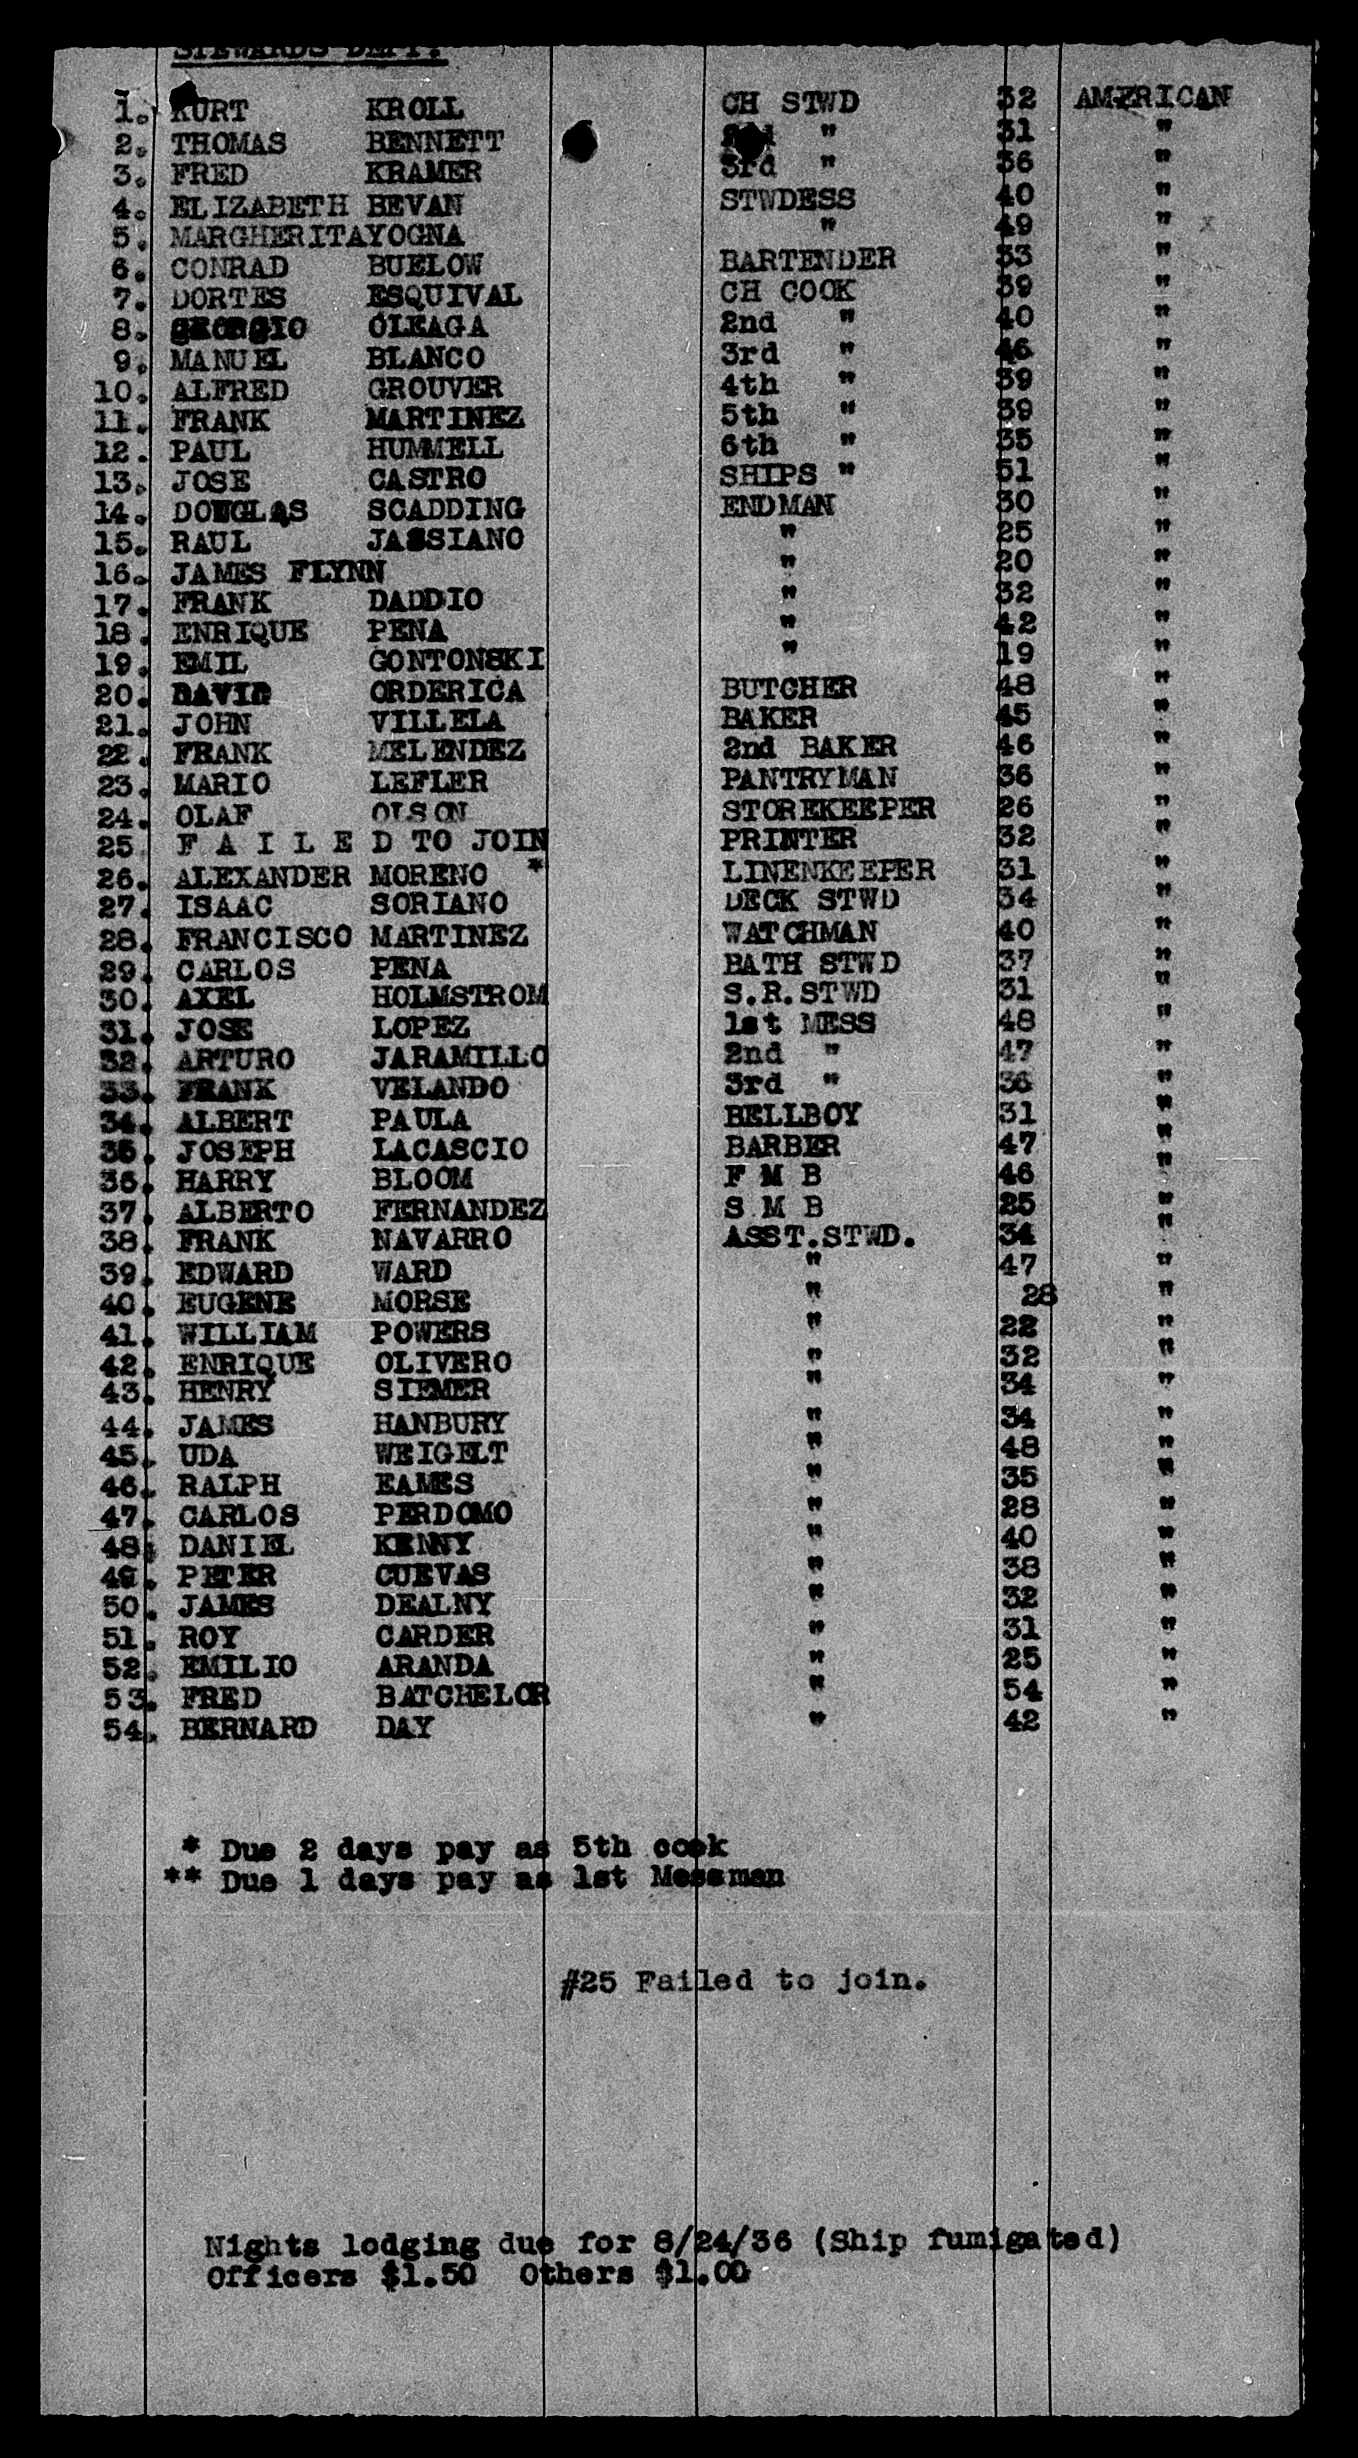 STEWARDS DEPT.
1. KURT KROLL CH STWD 32 AMERICAN
2. THOMAS BENNETT 2nd " 31 "
3. FRED KRAMER 3rd " 36 "
4. ELIZABETH BEVAN STWDESS 40 "
5. MARGHERITAYOGNA " 49 " x
6. CONRAD BUELOW BARTENDER 33 "
7. DORTES ESQUIVAL CH COOK 39 "
8. GEORGIO OLEAGA 2nd " 40 "
9. MANUEL BLANCO 3rd " 46 "
10. ALFRED GROUVER 4th " 39 "
11. FRANK MARTINEZ 5th " 39 "
12. PAUL HUMMELL 6th " 35 "
13. JOSE CASTRO SHIPS " 51 "
14. DOUGLAS SCADDING ENDMAN 30 "
15. RAUL JASSIANO " 25 "
16. JAMES FLYNN " 20 "
17. FRANK DADDIO " 32 "
18. ENRIQUE PENA " 42 "
19. EMIL GONTONSKI " 19 "
20. DAVID ORDERICA BUTCHER 48 "
21. JOHN VILLELA BAKER 45 "
22. FRANK MELENDEZ 2nd BAKER 46 "
23. MARIO LEFLER PANTRYMAN 36 "
24. OLAF OLSON STOREKEEPER 26 "
25 F A I L E D TO JOIN PRINTER 32 "
26. ALEXANDER MORENO * LINENKEEPER 31 "
27. ISAAC SORIANO DECK STWD 34 "
28. FRANCISCO MARTINEZ WATCHMAN 40 "
29. CARLOS PENA BATH STWD 37 "
30. AXEL HOLMSTROM S.R.STWD 31 "
31. JOSE LOPEZ 1st MESS 48 "
32. ARTURO JARAMILLO 2nd " 47 "
33. FRANK VELANDO 3rd " 36 "
34. ALBERT PAULA BELLBOY 31 "
35. JOSEPH LACASCIO BARBER 47 "
36. HARRY BLOOM F M B 46 "
37. ALBERTO FERNANDEZ S M B 25 "
38. FRANK NAVARRO ASST.STWD. 34 "
39. EDWARD WARD " 47 "
40. EUGENE MORSE " 28 "
41. WILLIAM POWERS " 22 "
42. ENRIQUE OLIVERO " 32 "
43. HENRY SIEMER " 34 "
44. JAMES HANBURY " 34 "
45. UDA WEIGELT " 48 "
46. RALPH EAMES " 35 "
47. CARLOS PERDOMO " 28 "
48. DANIEL KENNY " 40 "
49. PETER CUEVAS " 38 "
50. JAMES DEALNY " 32 "
51. ROY CARDER " 31 "
52. EMILIO ARANDA " 25 "
53. FRED BATCHELOR " 54 "
54. BERNARD DAY " 42 "
* Due 2 days pay as 5th cook
** Due 1 days pay as 1st Messman
#25 Failed to join.
Nights lodging due for 8/24/36 (Ship fumigated)
Officers $1.50 Others $1.00